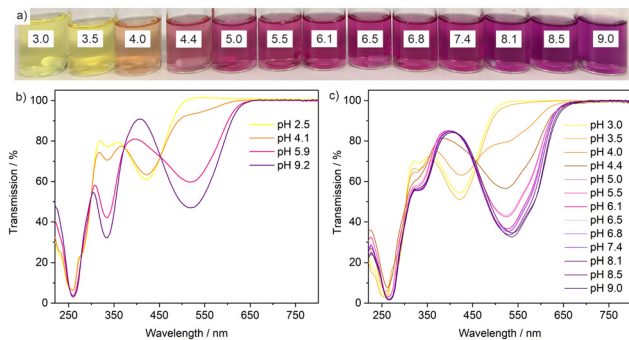 a)
3.0 3.5 4.0 4.4 5.0 5.5 6.1 6.5 6.8 7.4 8.1 8.5 9.0
b)
100
80
60
40
20
0
Transmission / %
250 350 450 550 650 750
Wavelength / nm
pH 2.5
pH 4.1
pH 5.9
pH 9.2
c)
100
80
60
40
20
0
Transmission / %
250 350 450 550 650 750
Wavelength / nm
pH 3.0
pH 3.5
pH 4.0
pH 4.4
pH 5.0
pH 5.5
pH 6.1
pH 6.5
pH 6.8
pH 7.4
pH 8.1
pH 8.5
pH 9.0